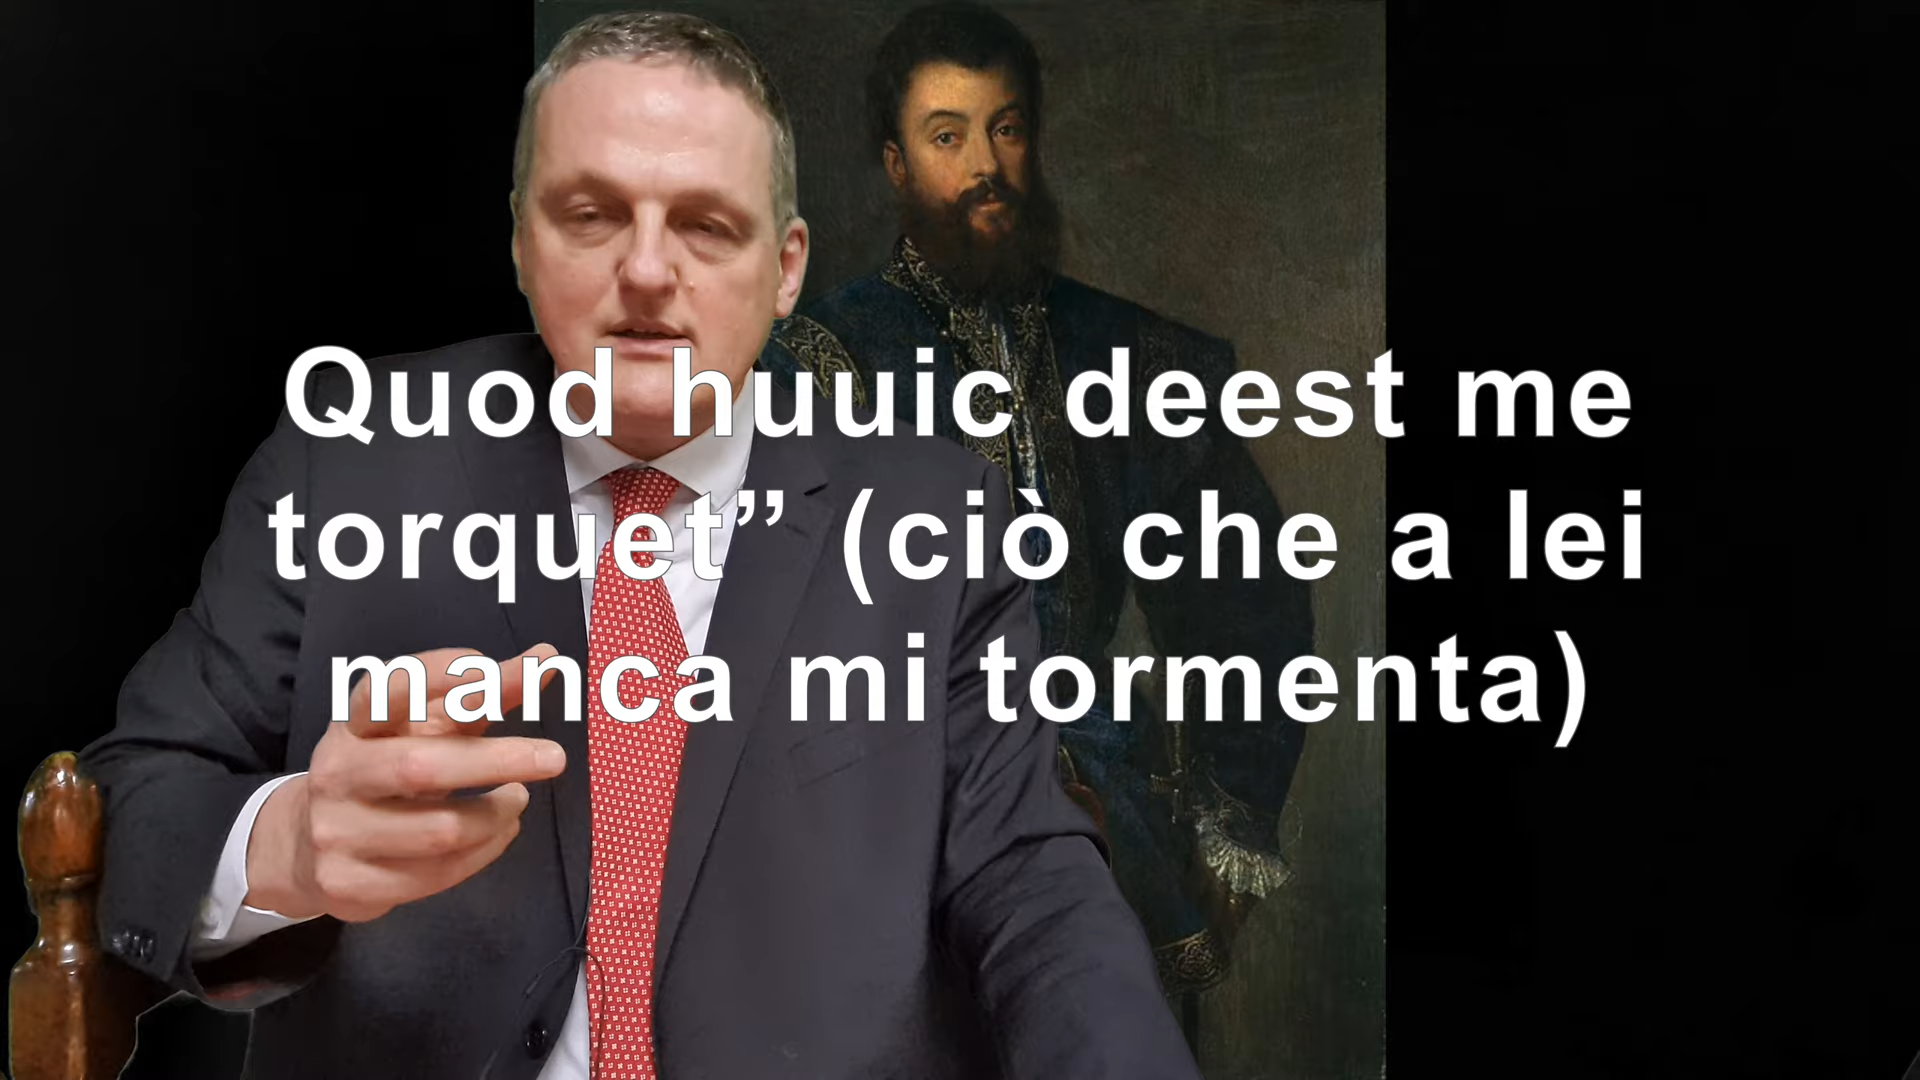 Quod huuic deest me
torquet” (ciò che a lei
manca mi tormenta)